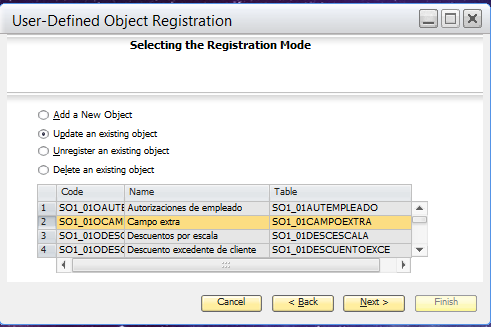 User-Defined Object Registration
Selecting the Registration Mode
Add a New Object
Update an existing object
Unregister an existing object
Delete an existing object
Code Name Table
1 SO1_01OAUTE Autorizaciones de empleado SO1_01AUTEMPLEADO
2 SO1_01OCAM Campo extra SO1_01CAMPOEXTRA
3 SO1_01ODESC Descuentos por escala SO1_01DESCESCALA
4 SO1_01ODESC Descuento excedente de cliente SO1_01DESCUENTOEXCE
Cancel < Back Next > Finish